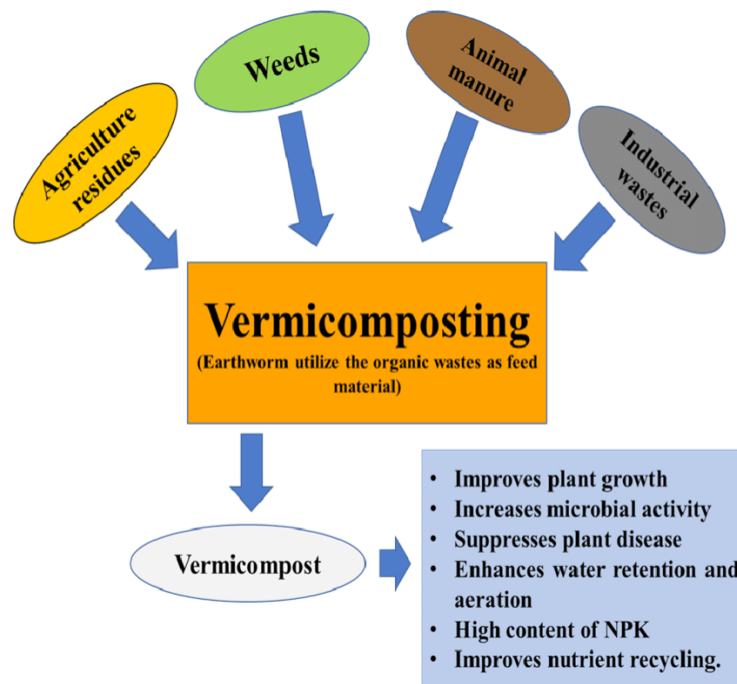 Agriculture
residues
Weeds
Animal
manure
Industrial
wastes
Vermicomposting
(Earthworm utilize the organic wastes as feed
material)
Vermicompost
• Improves plant growth
• Increases microbial activity
• Suppresses plant disease
• Enhances water retention and
aeration
• High content of NPK
• Improves nutrient recycling.